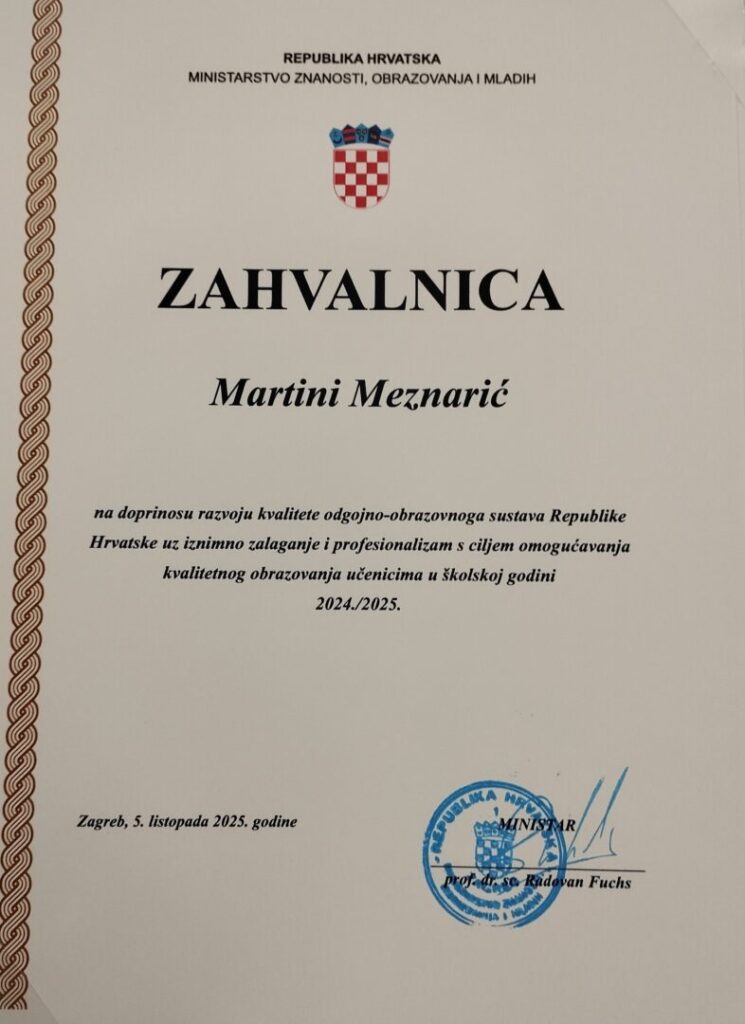 REPUBLIKA HRVATSKA
MINISTARSTVO ZNANOSTI, OBRAZOVANJA I MLADIH
ZAHVALNICA
Martini Meznarić
na doprinosu razvoju kvalitete odgojno-obrazovnoga sustava Republike
Hrvatske uz iznimno zalaganje i profesionalizam s ciljem omogućavanja
kvalitetnog obrazovanja učenicima u školskoj godini
2024./2025.
Zagreb, 5. listopada 2025. godine
MINISTAR
prof. dr. sc. Radovan Fuchs
REPUBLIKA HRVATSKA